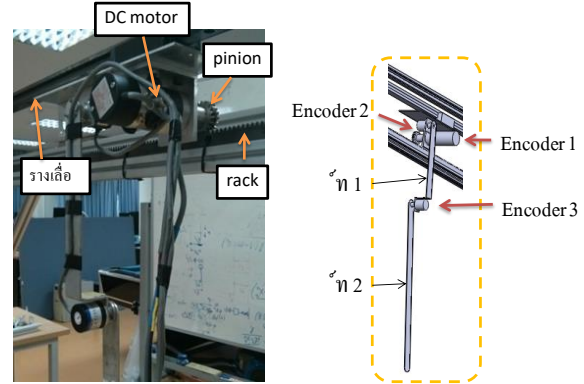 DC motor
pinion
rack
รางเลื่อ
Encoder 2
Encoder 1
ัท 1
Encoder 3
ัท 2